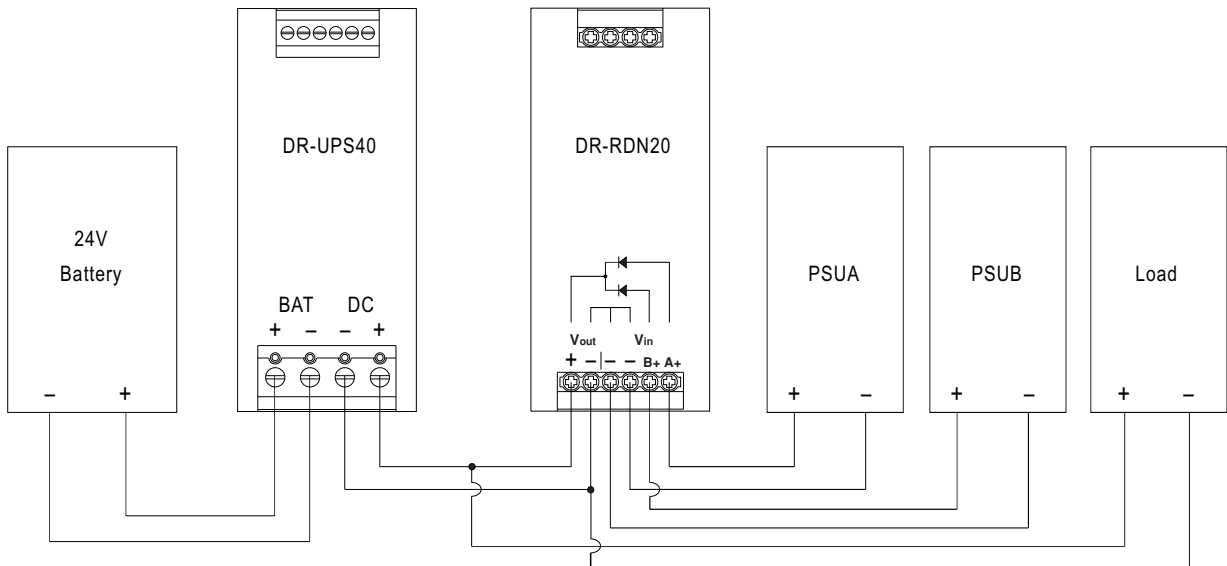 DR-UPS40
DR-RDN20
24V
Battery
PSUA
PSUB
Load
BAT DC
+ − − +
Vout Vin
+ −|− − B+ A+
− +
+ −
+ −
+ −